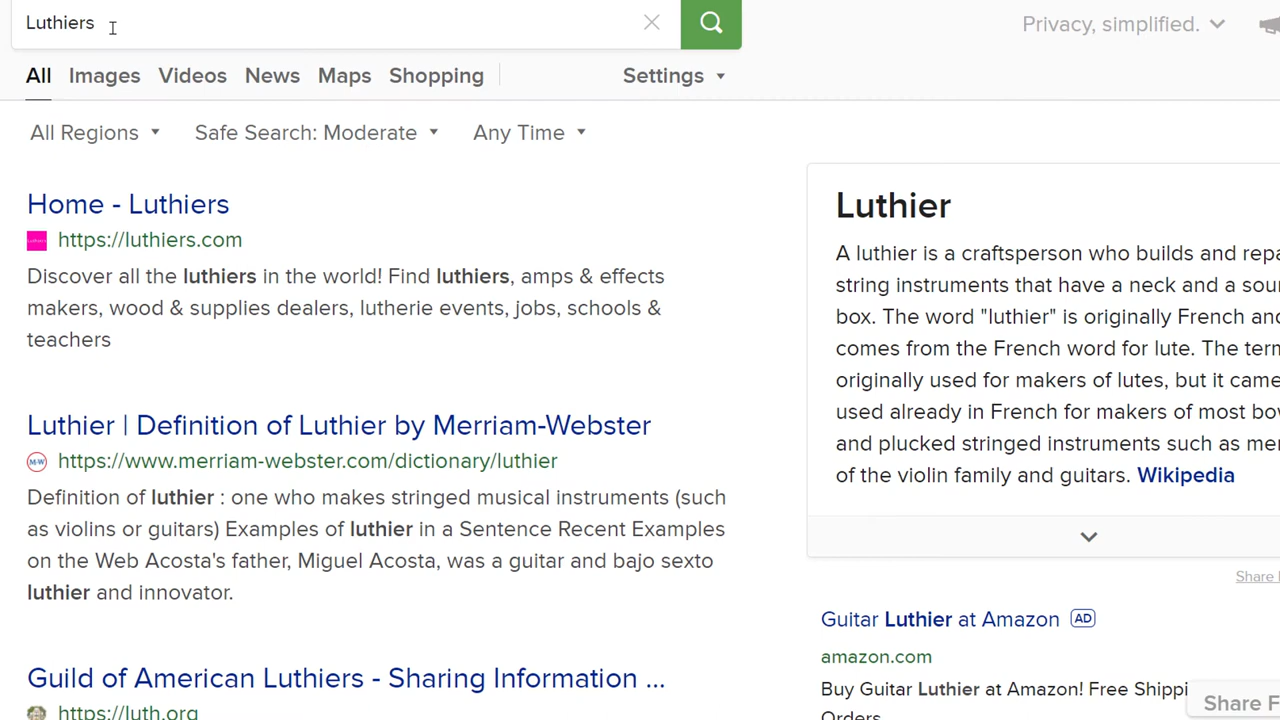 Luthiers
Privacy, simplified.
All Images Videos News Maps Shopping Settings
All Regions Safe Search: Moderate Any Time
Home - Luthiers
https://luthiers.com
Discover all the luthiers in the world! Find luthiers, amps & effects
makers, wood & supplies dealers, lutherie events, jobs, schools &
teachers
Luthier | Definition of Luthier by Merriam-Webster
M-W https://www.merriam-webster.com/dictionary/luthier
Definition of luthier : one who makes stringed musical instruments (such
as violins or guitars) Examples of luthier in a Sentence Recent Examples
on the Web Acosta's father, Miguel Acosta, was a guitar and bajo sexto
luthier and innovator.
Guild of American Luthiers - Sharing Information ...
https://luth.org
Luthier
A luthier is a craftsperson who builds and repa
string instruments that have a neck and a sour
box. The word "luthier" is originally French and
comes from the French word for lute. The term
originally used for makers of lutes, but it came
used already in French for makers of most bow
and plucked stringed instruments such as mer
of the violin family and guitars. Wikipedia
Share
Guitar Luthier at Amazon AD
amazon.com
Buy Guitar Luthier at Amazon! Free Shippi
Orders
Share F